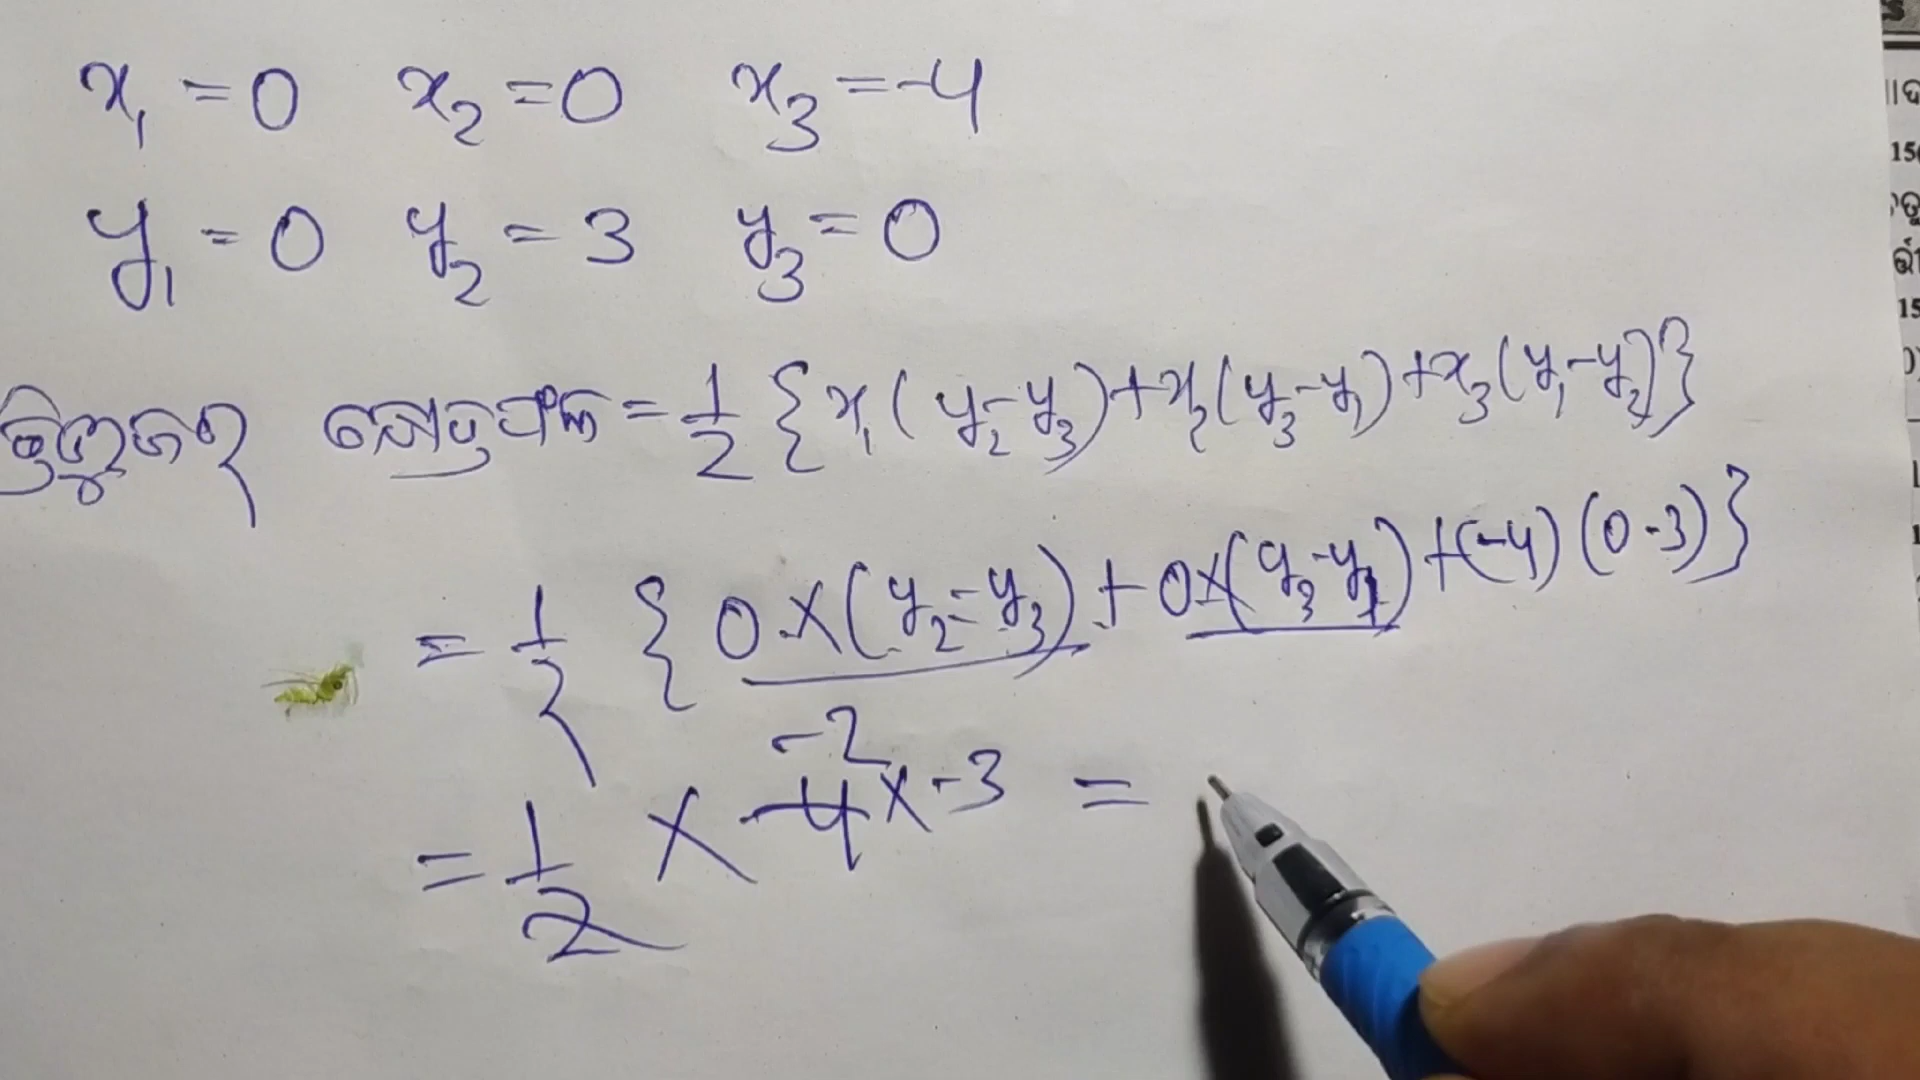 x₁ = 0 x₂ = 0 x₃ = -4
y₁ = 0 y₂ = 3 y₃ = 0
ତ୍ରିଭୁଜର କ୍ଷେତ୍ରଫଳ = 1/2 {x₁(y₂-y₃)+x₂(y₃-y₁)+x₃(y₁-y₂)}
= 1/2 {0×(y₂-y₃)+0×(y₃-y₁)+(-4)(0-3)}
-2
= 1/2 × -4 × -3 =